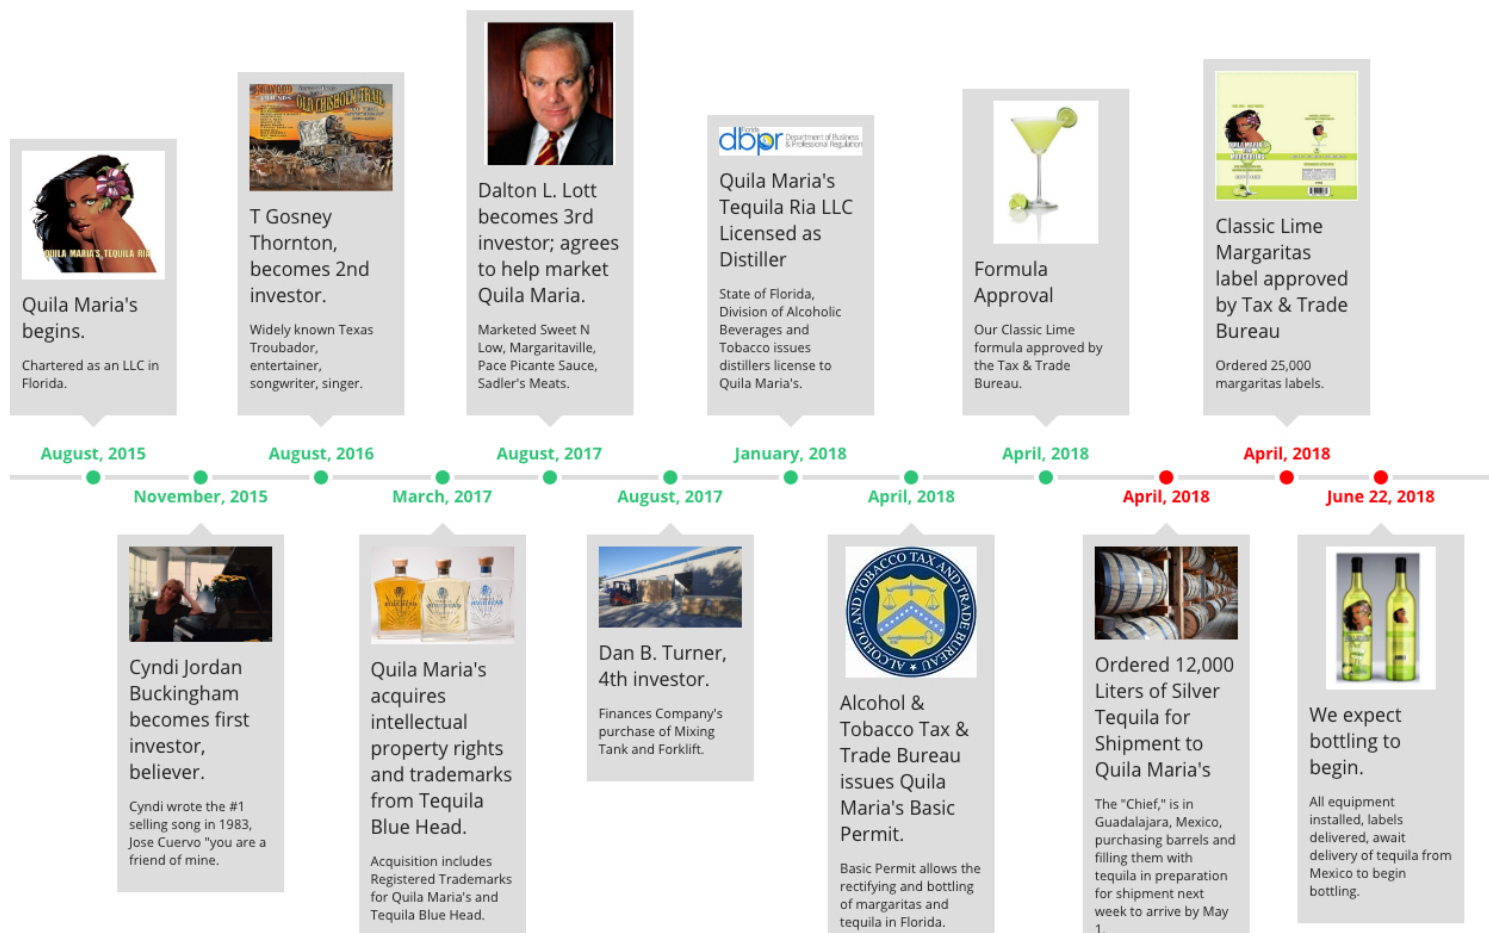 QUILA MARIA'S TEQUILA RIA
Quila Maria's
begins.
Chartered as an LLC in
Florida.
August, 2015
OLD CHISHOLM TRAIL
T Gosney
Thornton,
becomes 2nd
investor.
Widely known Texas
Troubador,
entertainer,
songwriter, singer.
August, 2016
Dalton L. Lott
becomes 3rd
investor; agrees
to help market
Quila Maria.
Marketed Sweet N
Low, Margaritaville,
Pace Picante Sauce,
Sadler's Meats.
August, 2017
Florida
dbpr
Department of Business
& Professional Regulation
Quila Maria's
Tequila Ria LLC
Licensed as
Distiller
State of Florida,
Division of Alcoholic
Beverages and
Tobacco issues
distillers license to
Quila Maria's.
January, 2018
Formula
Approval
Our Classic Lime
formula approved by
the Tax & Trade
Bureau.
April, 2018
Classic Lime
Margaritas
label approved
by Tax & Trade
Bureau
Ordered 25,000
margaritas labels.
April, 2018
November, 2015
Cyndi Jordan
Buckingham
becomes first
investor,
believer.
Cyndi wrote the #1
selling song in 1983,
Jose Cuervo "you are a
friend of mine.
March, 2017
Quila Maria's
acquires
intellectual
property rights
and trademarks
from Tequila
Blue Head.
Acquisition includes
Registered Trademarks
for Quila Maria's and
Tequila Blue Head.
August, 2017
Dan B. Turner,
4th investor.
Finances Company's
purchase of Mixing
Tank and Forklift.
April, 2018
ALCOHOL AND TOBACCO TAX AND TRADE BUREAU
Alcohol &
Tobacco Tax &
Trade Bureau
issues Quila
Maria's Basic
Permit.
Basic Permit allows the
rectifying and bottling
of margaritas and
tequila in Florida.
April, 2018
Ordered 12,000
Liters of Silver
Tequila for
Shipment to
Quila Maria's
The "Chief," is in
Guadalajara, Mexico,
purchasing barrels and
filling them with
tequila in preparation
for shipment next
week to arrive by May
1.
June 22, 2018
We expect
bottling to
begin.
All equipment
installed, labels
delivered, await
delivery of tequila from
Mexico to begin
bottling.